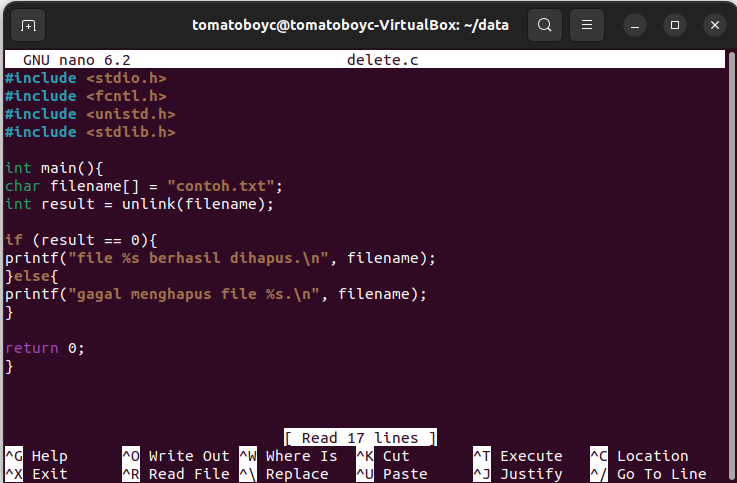 tomatoboyc@tomatoboyc-VirtualBox: ~/data
GNU nano 6.2 delete.c
#include <stdio.h>
#include <fcntl.h>
#include <unistd.h>
#include <stdlib.h>
int main(){
char filename[] = "contoh.txt";
int result = unlink(filename);
if (result == 0){
printf("file %s berhasil dihapus.\n", filename);
}else{
printf("gagal menghapus file %s.\n", filename);
}
return 0;
}
[ Read 17 lines ]
^G Help ^O Write Out ^W Where Is ^K Cut ^T Execute ^C Location
^X Exit ^R Read File ^\ Replace ^U Paste ^J Justify ^/ Go To Line